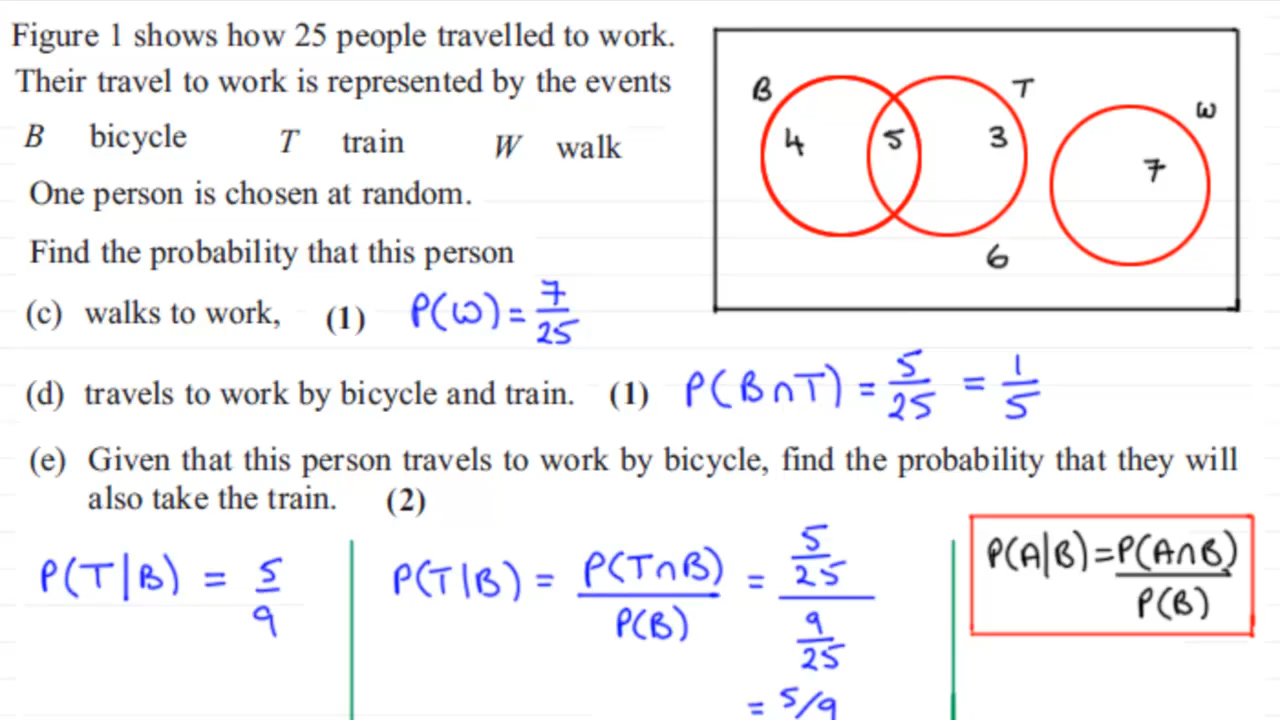 Figure 1 shows how 25 people travelled to work.
Their travel to work is represented by the events
B bicycle T train W walk
One person is chosen at random.
Find the probability that this person
B T W
4 5 3 7
6
(c) walks to work, (1) P(W) = 7/25
(d) travels to work by bicycle and train. (1) P(B∩T) = 5/25 = 1/5
(e) Given that this person travels to work by bicycle, find the probability that they will
also take the train. (2)
P(T|B) = 5/9
P(T|B) = P(T∩B)/P(B) = 5/25 / 9/25
= 5/9
P(A|B) = P(A∩B)/P(B)